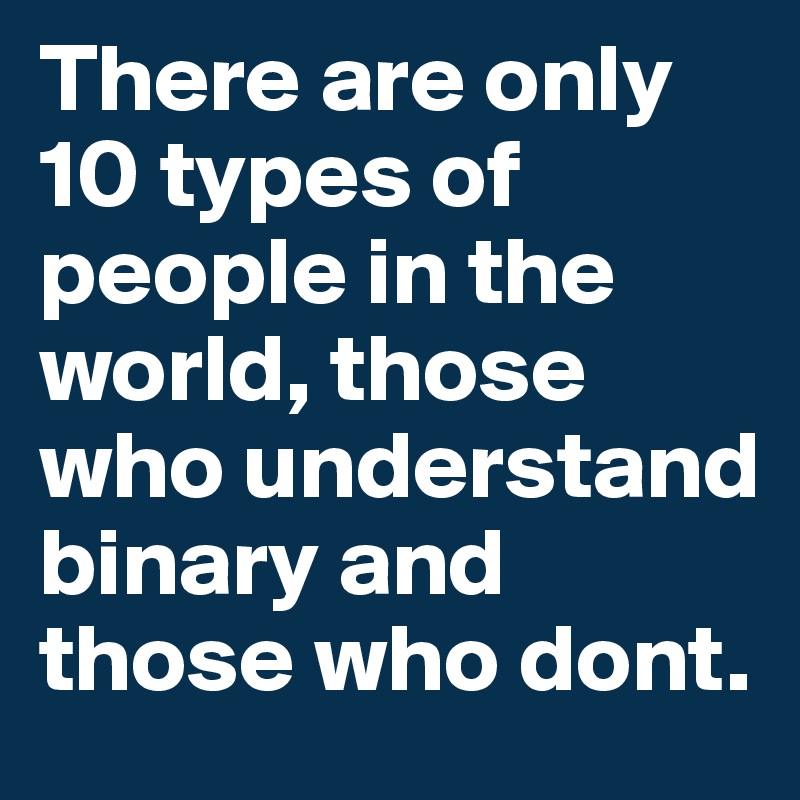 There are only
10 types of
people in the
world, those
who understand
binary and
those who dont.